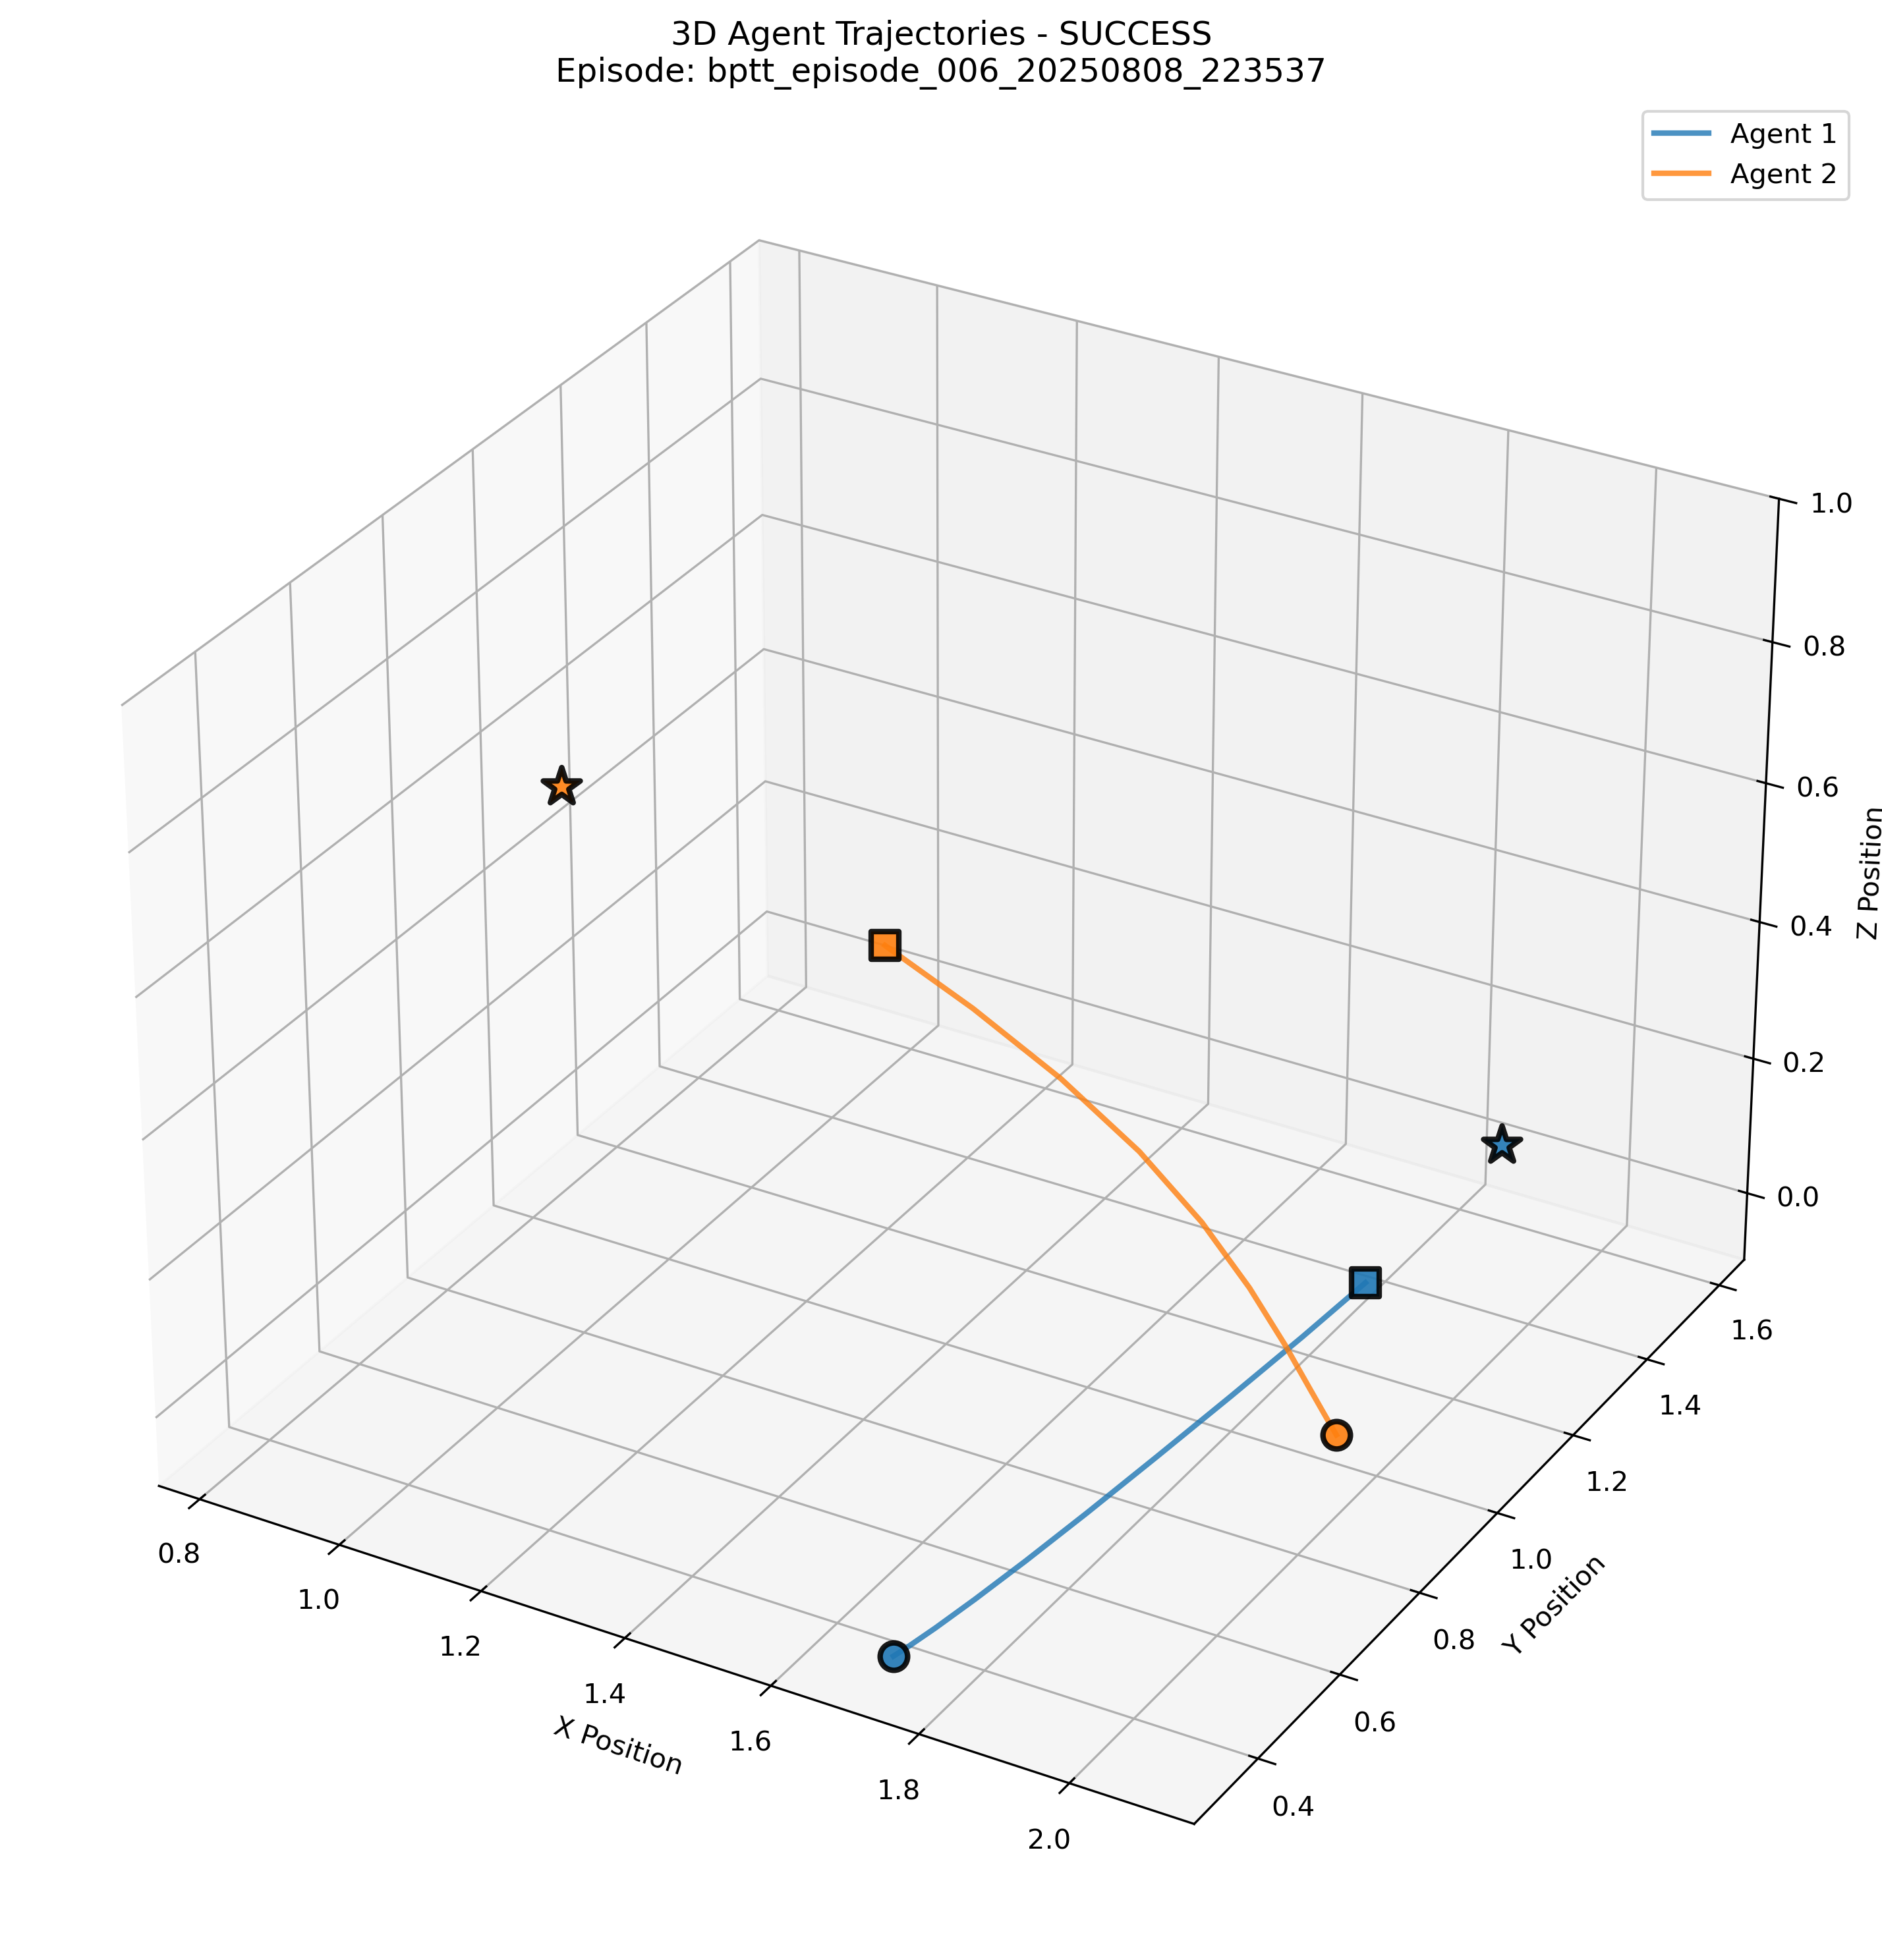 3D Agent Trajectories - SUCCESS
Episode: bptt_episode_006_20250808_223537
Agent 1
Agent 2
1.0
0.8
0.6
0.4
0.2
0.0
Z Position
1.6
1.4
1.2
1.0
0.8
0.6
0.4
Y Position
0.8
1.0
1.2
1.4
1.6
1.8
2.0
X Position